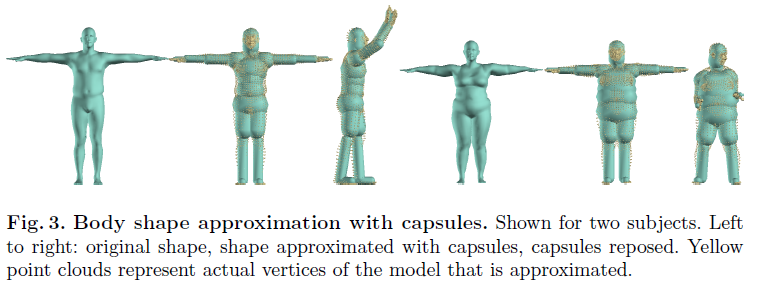 Fig. 3. Body shape approximation with capsules. Shown for two subjects. Left
to right: original shape, shape approximated with capsules, capsules reposed. Yellow
point clouds represent actual vertices of the model that is approximated.